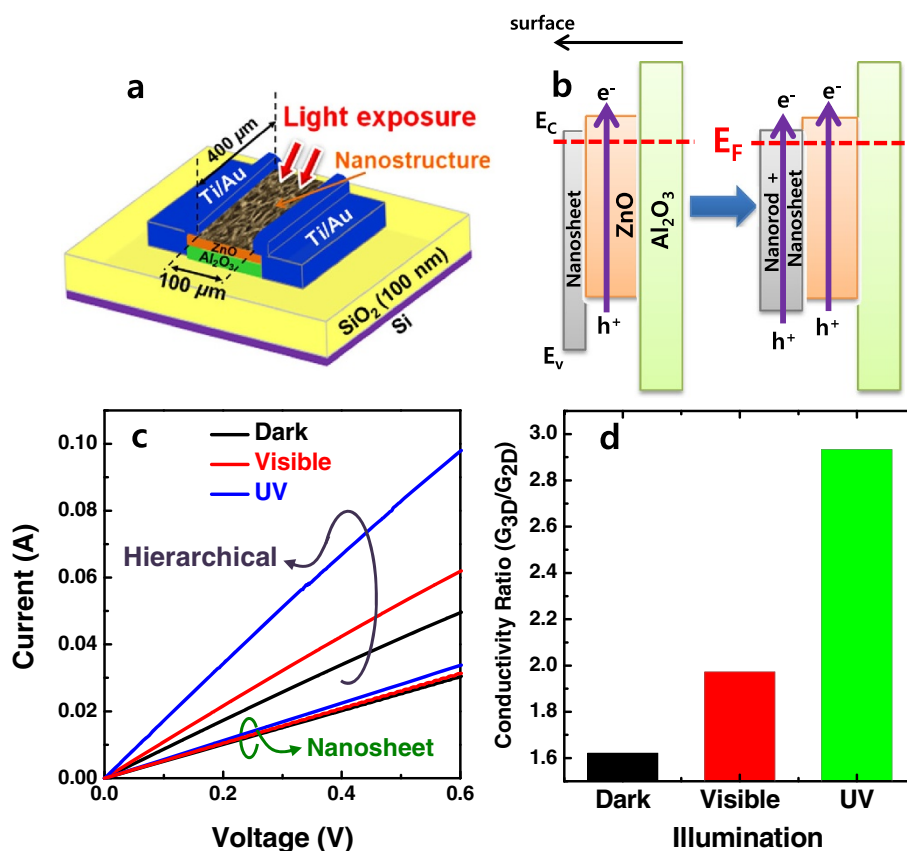 a
400 μm
Light exposure
Nanostructure
Ti/Au
Ti/Au
ZnO
Al2O3
100 μm
SiO2 (100 nm)
Si
surface
b
e-
e-
e-
EC
EF
Nanosheet
ZnO
Al2O3
Nanorod +
Nanosheet
h+
h+
h+
Ev
c
Dark
Visible
UV
Hierarchical
Nanosheet
0.10
0.08
0.06
0.04
0.02
0.00
0.0
0.2
0.4
0.6
Current (A)
Voltage (V)
d
3.0
2.8
2.6
2.4
2.2
2.0
1.8
1.6
Conductivity Ratio (G3D/G2D)
Dark
Visible
UV
Illumination